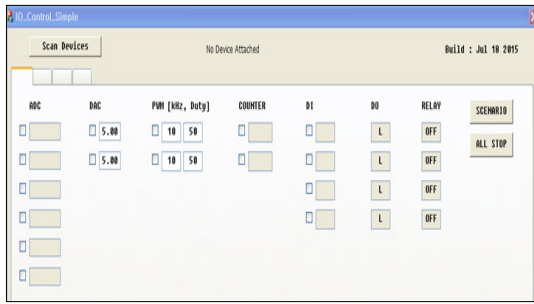 IO_Control_Simple
Scan Devices No Device Attached Build : Jul 18 2015
ADC DAC PWM [kHz, Duty] COUNTER DI DO RELAY SCENARIO
5.00 10 50 L OFF
ALL STOP
5.00 10 50 L OFF
L OFF
L OFF